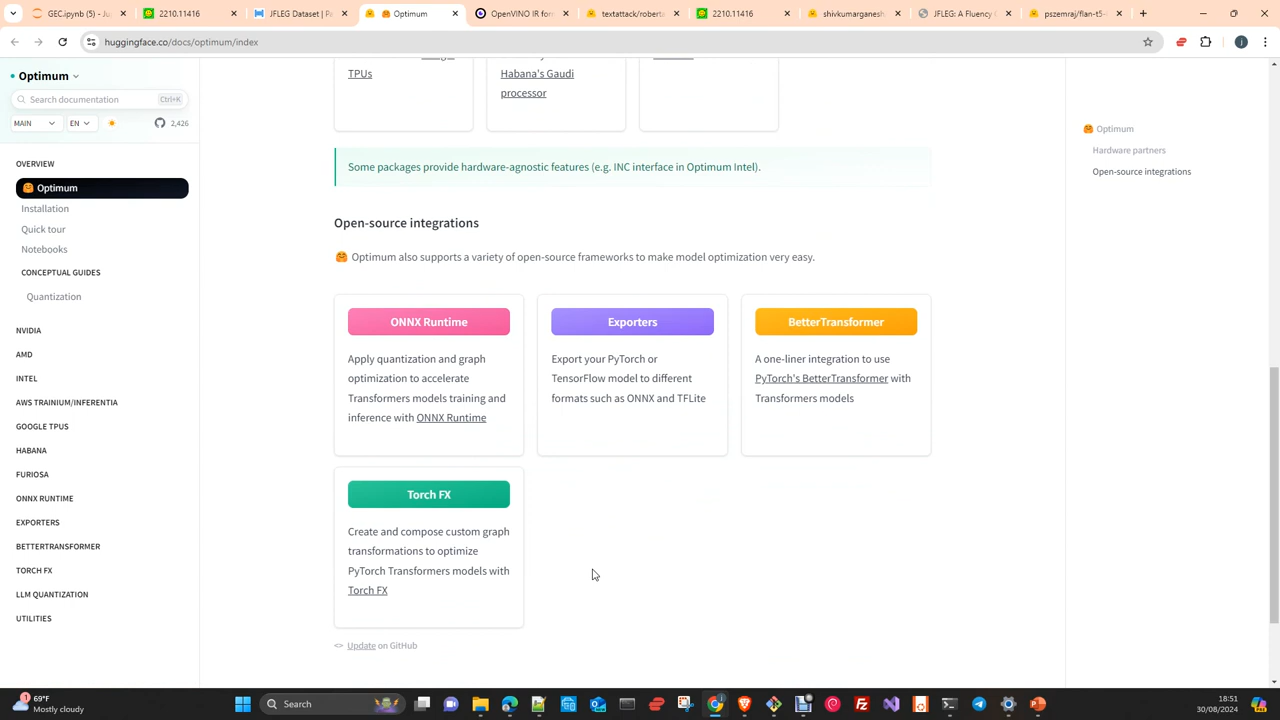 GEC.ipynb (5) - Jup
2210.11416
JFLEG Dataset | Pa
Optimum
OpenVINO IR form
textattack/roberta
2210.11416
shivkumarganesh
JFLEG: A Fluency C
pszemraj/flan-t5-
huggingface.co/docs/optimum/index
Optimum
Search documentation Ctrl+K
MAIN EN 2,426
OVERVIEW
Optimum
Installation
Quick tour
Notebooks
CONCEPTUAL GUIDES
Quantization
NVIDIA
AMD
INTEL
AWS TRAINIUM/INFERENTIA
GOOGLE TPUS
HABANA
FURIOSA
ONNX RUNTIME
EXPORTERS
BETTERTRANSFORMER
TORCH FX
LLM QUANTIZATION
UTILITIES
TPUs
Habana's Gaudi
processor
Some packages provide hardware-agnostic features (e.g. INC interface in Optimum Intel).
Open-source integrations
Optimum also supports a variety of open-source frameworks to make model optimization very easy.
ONNX Runtime
Apply quantization and graph
optimization to accelerate
Transformers models training and
inference with ONNX Runtime
Exporters
Export your PyTorch or
TensorFlow model to different
formats such as ONNX and TFLite
BetterTransformer
A one-liner integration to use
PyTorch's BetterTransformer with
Transformers models
Torch FX
Create and compose custom graph
transformations to optimize
PyTorch Transformers models with
Torch FX
<> Update on GitHub
Optimum
Hardware partners
Open-source integrations
69°F
Mostly cloudy
Search
18:51
30/08/2024